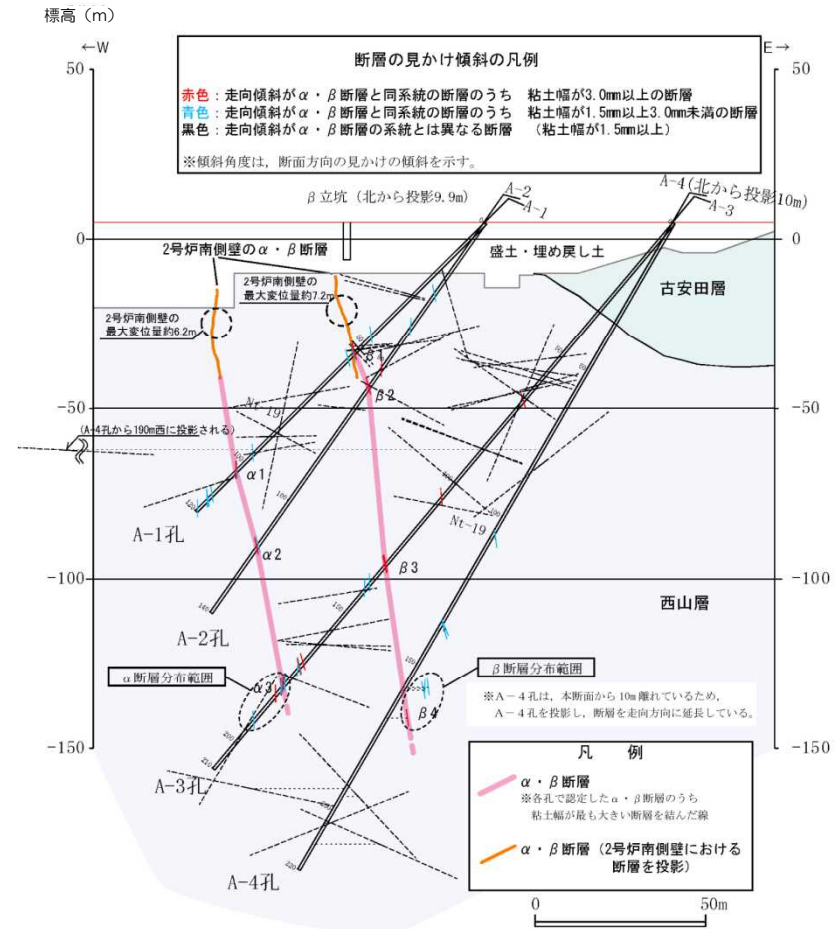 標高（m）
←W
E→
断層の見かけ傾斜の凡例
赤色：走向傾斜がα・β断層と同系統の断層のうち　粘土幅が3.0mm以上の断層
青色：走向傾斜がα・β断層と同系統の断層のうち　粘土幅が1.5mm以上3.0mm未満の断層
黒色：走向傾斜がα・β断層の系統とは異なる断層　（粘土幅が1.5mm以上）
※傾斜角度は，断面方向の見かけの傾斜を示す。
50
50
β立坑（北から投影9.9m）
A-2
A-1
A-4(北から投影10m)
A-3
0
0
2号炉南側壁のα・β断層
盛土・埋め戻し土
2号炉南側壁の
最大変位量約7.2m
古安田層
2号炉南側壁の
最大変位量約6.2m
β1
β2
Nt-19
-50
-50
(A-4孔から190m西に投影される)
α1
100
120
A-1孔
100
100
100
Nt-19
α2
β3
-100
-100
140
A-2孔
150
西山層
150
α断層分布範囲
β断層分布範囲
α3
β4
※A－4孔は，本断面から10m離れているため，
A－4孔を投影し，断層を走向方向に延長している。
-150
-150
200
210
A-3孔
200
220
A-4孔
凡　例
α・β断層
※各孔で認定したα・β断層のうち
粘土幅が最も大きい断層を結んだ線
α・β断層（2号炉南側壁における
断層を投影）
0
50m